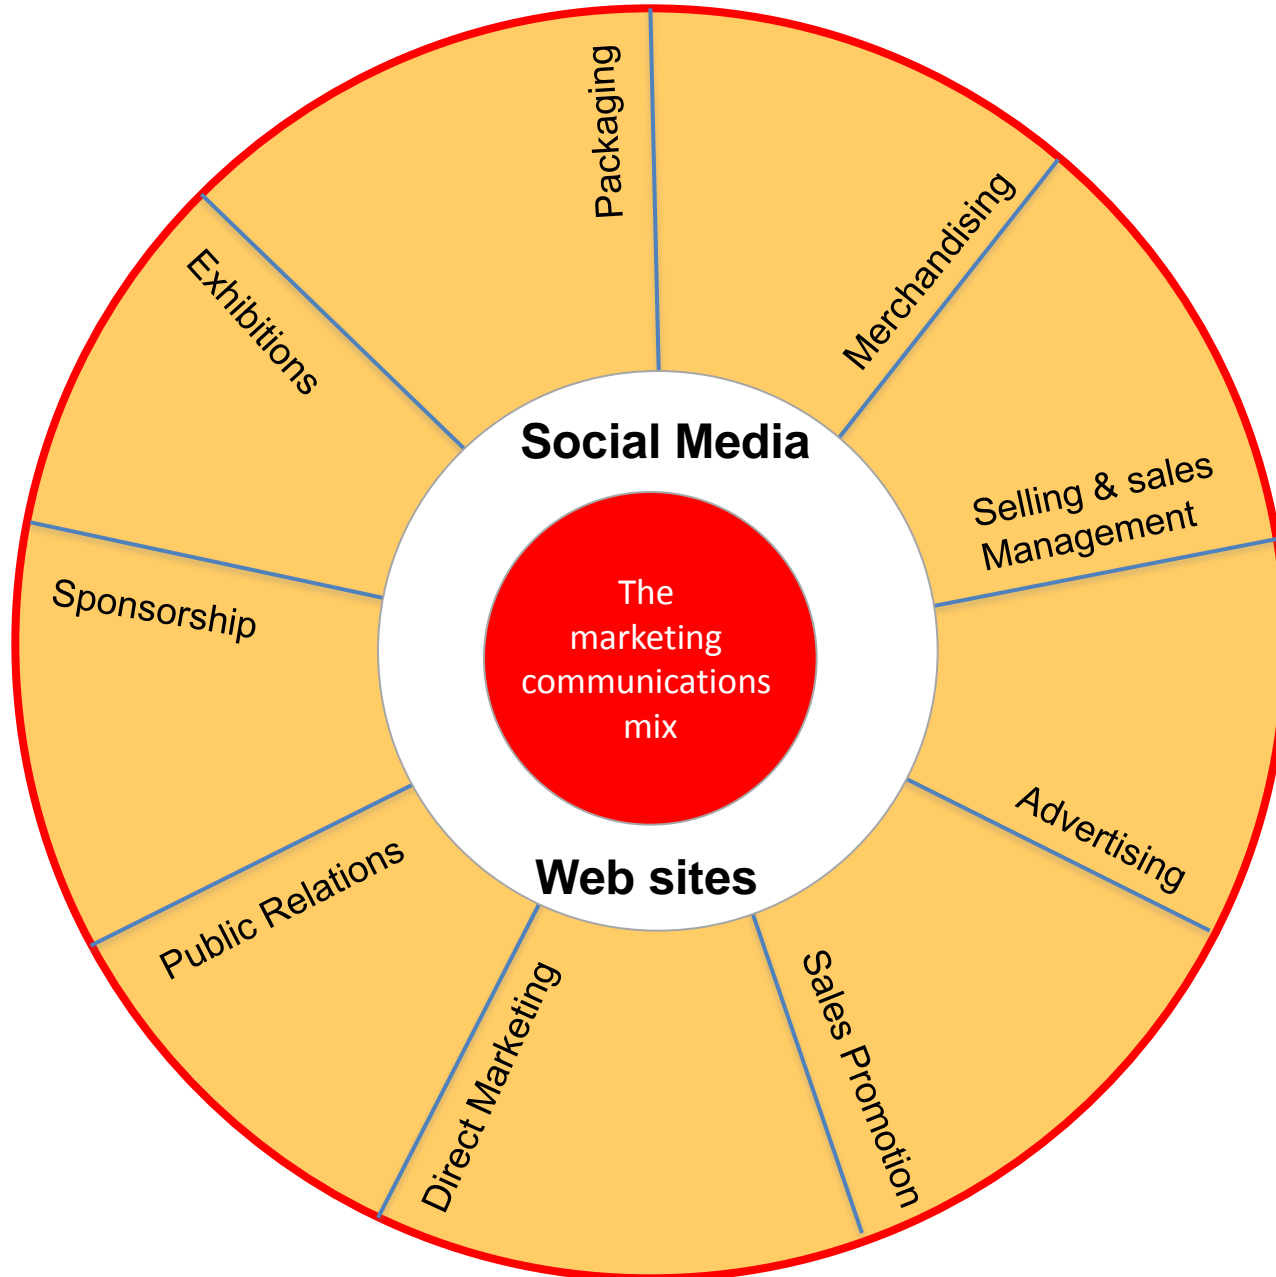 Packaging
Merchandising
Selling & sales
Management
Advertising
Sales Promotion
Direct Marketing
Public Relations
Sponsorship
Exhibitions
Social Media
The
marketing
communications
mix
Web sites